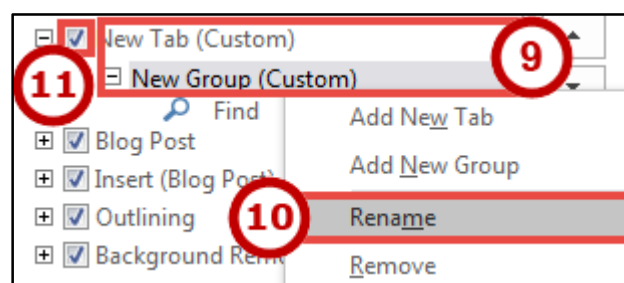 New Tab (Custom)
9
11
New Group (Custom)
Find
Add New Tab
Blog Post
Add New Group
Insert (Blog Post)
Outlining
10
Rename
Background
Remove